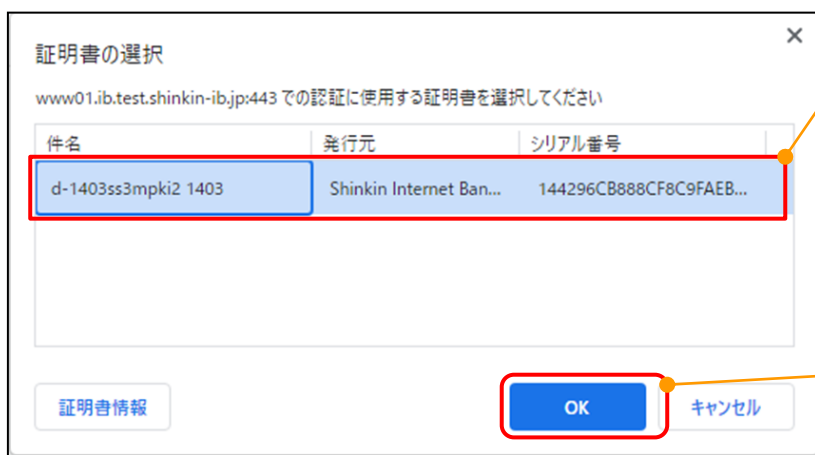 証明書の選択
www01.ib.test.shinkin-ib.jp:443 での認証に使用する証明書を選択してください
件名 発行元 シリアル番号
d-1403ss3mpki2 1403 Shinkin Internet Ban... 144296CB888CF8C9FAEB...
証明書情報 OK キャンセル